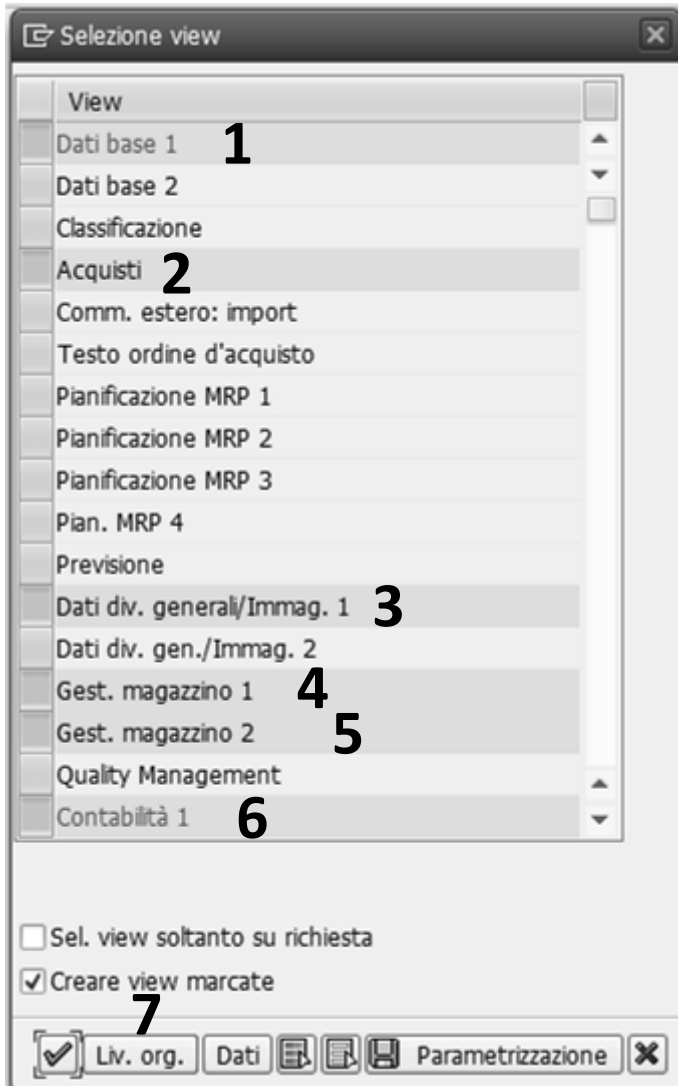 Selezione view
View
Dati base 1 1
Dati base 2
Classificazione
Acquisti 2
Comm. estero: import
Testo ordine d'acquisto
Pianificazione MRP 1
Pianificazione MRP 2
Pianificazione MRP 3
Pian. MRP 4
Previsione
Dati div. generali/Immag. 1 3
Dati div. gen./Immag. 2
Gest. magazzino 1 4
Gest. magazzino 2 5
Quality Management
Contabilità 1 6
Sel. view soltanto su richiesta
Creare view marcate
7
Liv. org. Dati Parametrizzazione